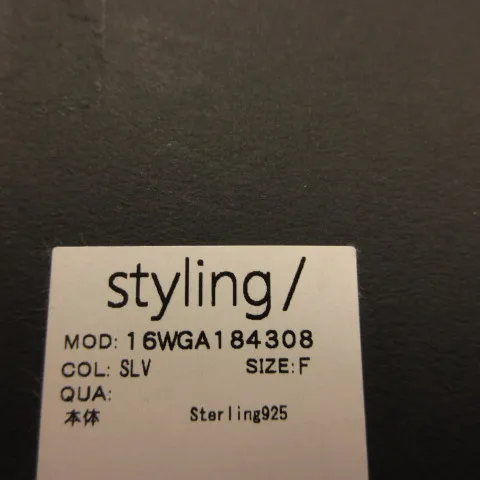 styling/
MOD: 16WGA184308
COL: SLV SIZE: F
QUA:
本体 Sterling925